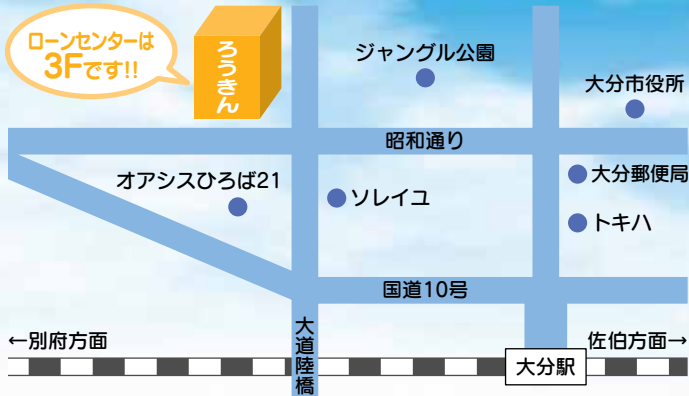 ローンセンターは
3Fです!!
ろうきん
ジャングル公園
大分市役所
昭和通り
オアシスひろば21
ソレイユ
大分郵便局
トキハ
国道10号
←別府方面
大道陸橋
佐伯方面→
大分駅